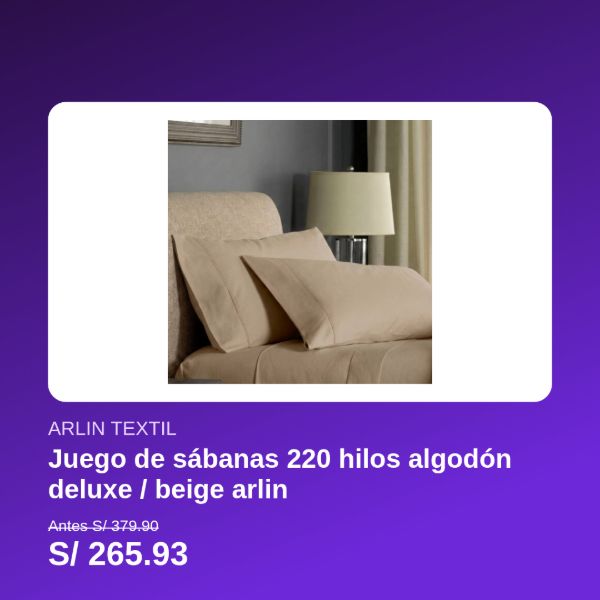 ARLIN TEXTIL
Juego de sábanas 220 hilos algodón
deluxe / beige arlin
Antes S/ 379.90
S/ 265.93